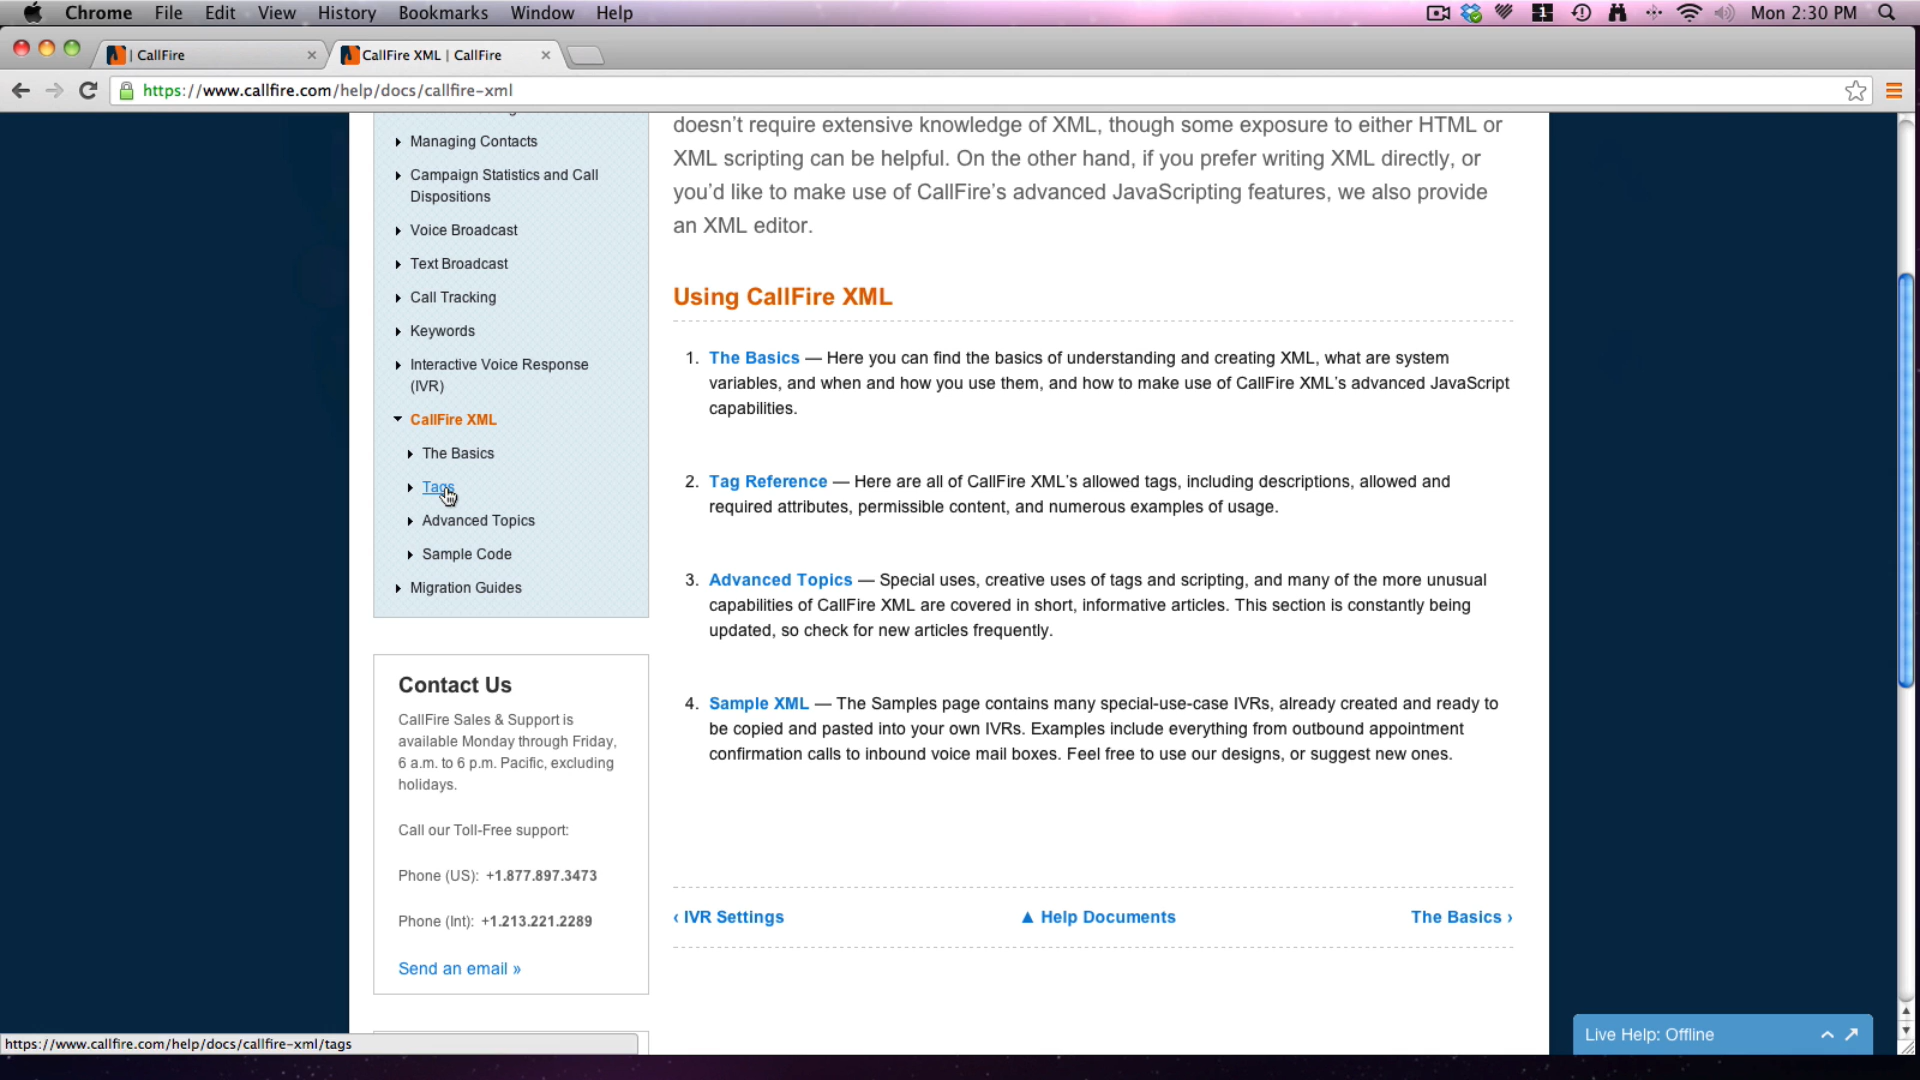 Chrome File Edit View History Bookmarks Window Help
1 Mon 2:30 PM
| CallFire
CallFire XML | CallFire
https://www.callfire.com/help/docs/callfire-xml
Managing Contacts
Campaign Statistics and Call
Dispositions
Voice Broadcast
Text Broadcast
Call Tracking
Keywords
Interactive Voice Response
(IVR)
CallFire XML
The Basics
Tags
Advanced Topics
Sample Code
Migration Guides
Contact Us
CallFire Sales & Support is
available Monday through Friday,
6 a.m. to 6 p.m. Pacific, excluding
holidays.
Call our Toll-Free support:
Phone (US): +1.877.897.3473
Phone (Int): +1.213.221.2289
Send an email »
doesn't require extensive knowledge of XML, though some exposure to either HTML or
XML scripting can be helpful. On the other hand, if you prefer writing XML directly, or
you'd like to make use of CallFire's advanced JavaScripting features, we also provide
an XML editor.
Using CallFire XML
1. The Basics — Here you can find the basics of understanding and creating XML, what are system
variables, and when and how you use them, and how to make use of CallFire XML's advanced JavaScript
capabilities.
2. Tag Reference — Here are all of CallFire XML's allowed tags, including descriptions, allowed and
required attributes, permissible content, and numerous examples of usage.
3. Advanced Topics — Special uses, creative uses of tags and scripting, and many of the more unusual
capabilities of CallFire XML are covered in short, informative articles. This section is constantly being
updated, so check for new articles frequently.
4. Sample XML — The Samples page contains many special-use-case IVRs, already created and ready to
be copied and pasted into your own IVRs. Examples include everything from outbound appointment
confirmation calls to inbound voice mail boxes. Feel free to use our designs, or suggest new ones.
‹ IVR Settings ▲ Help Documents The Basics ›
Live Help: Offline
https://www.callfire.com/help/docs/callfire-xml/tags